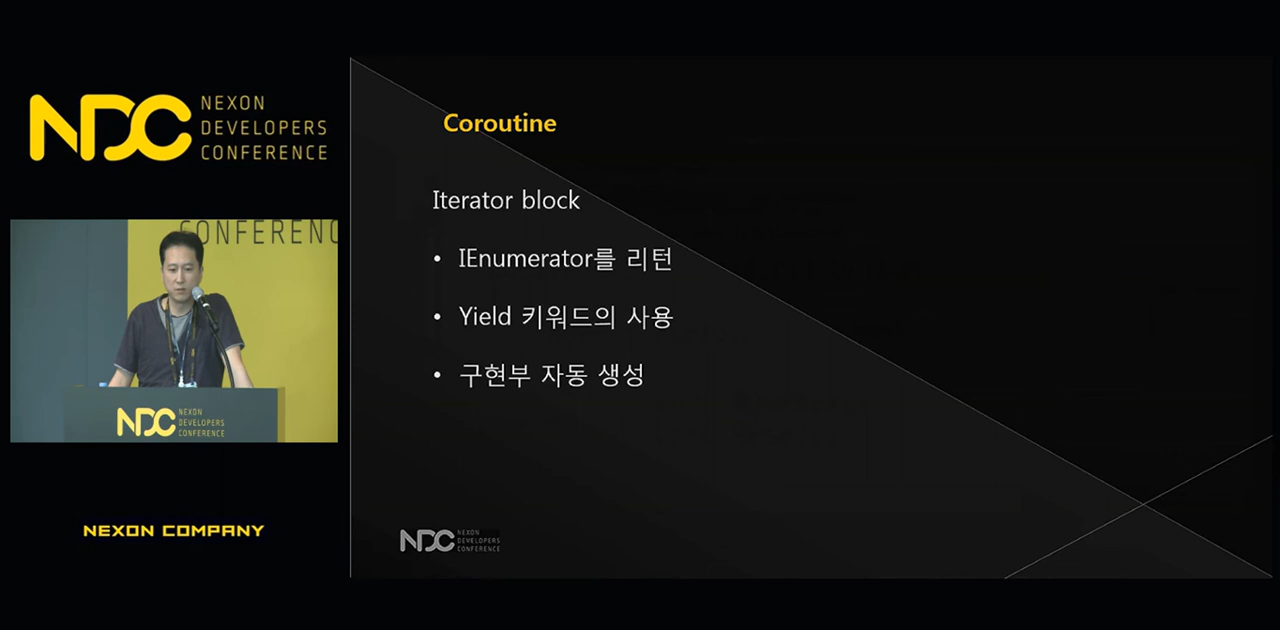 NDC
NEXON
DEVELOPERS
CONFERENCE
CONFERENC
NDC
NEXON
DEVELOPERS
CONFERENCE
NEXON COMPANY
Coroutine
Iterator block
• IEnumerator를 리턴
• Yield 키워드의 사용
• 구현부 자동 생성
NDC
NEXON
DEVELOPERS
CONFERENCE